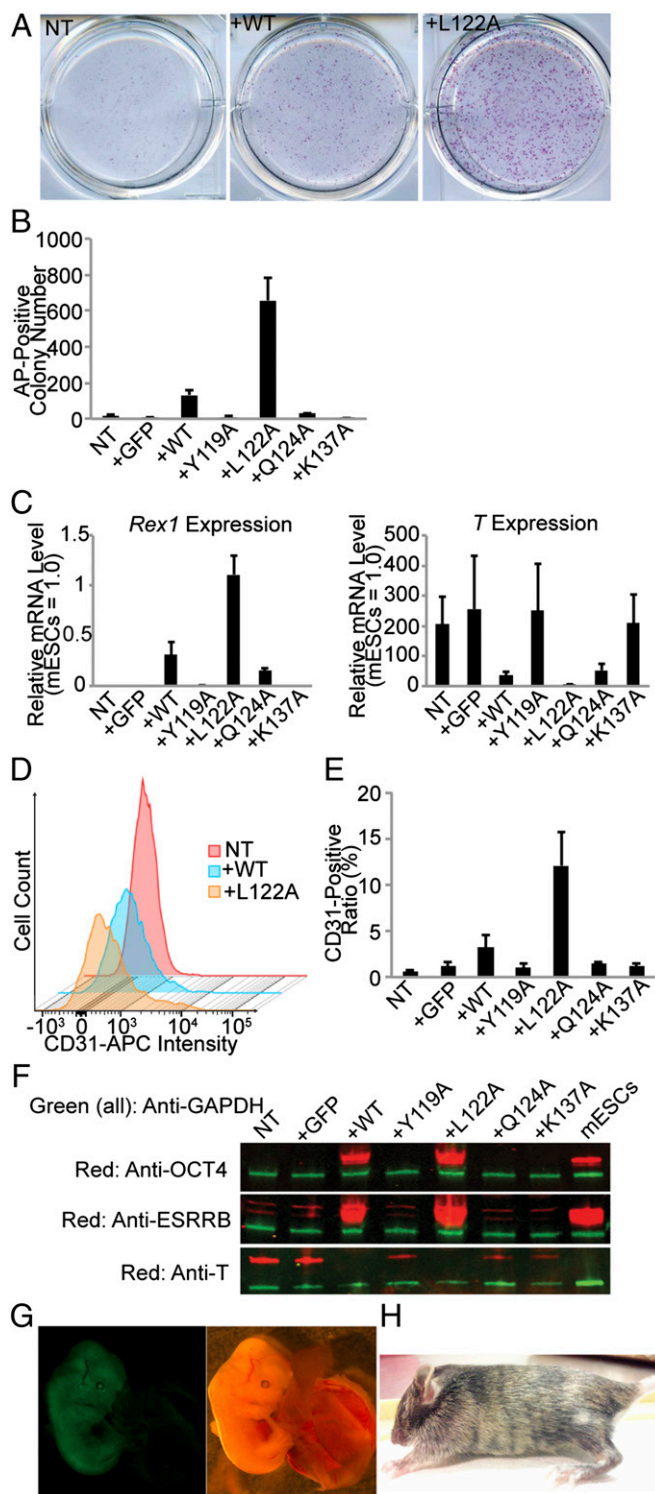 A
NT
+WT
+L122A
B
AP-Positive
Colony Number
1000
800
600
400
200
0
NT
+GFP
+WT
+Y119A
+L122A
+Q124A
+K137A
C
Rex1 Expression
Relative mRNA Level
(mESCs = 1.0)
1.5
1
0.5
0
NT
+GFP
+WT
+Y119A
+L122A
+Q124A
+K137A
T Expression
Relative mRNA Level
(mESCs = 1.0)
500
400
300
200
100
0
NT
+GFP
+WT
+Y119A
+L122A
+Q124A
+K137A
D
Cell Count
NT
+WT
+L122A
-10³ 0 10³ 10⁴ 10⁵
CD31-APC Intensity
E
CD31-Positive
Ratio (%)
20
15
10
5
0
NT
+GFP
+WT
+Y119A
+L122A
+Q124A
+K137A
F
Green (all): Anti-GAPDH
NT
+GFP
+WT
+Y119A
+L122A
+Q124A
+K137A
mESCs
Red: Anti-OCT4
Red: Anti-ESRRB
Red: Anti-T
G
H